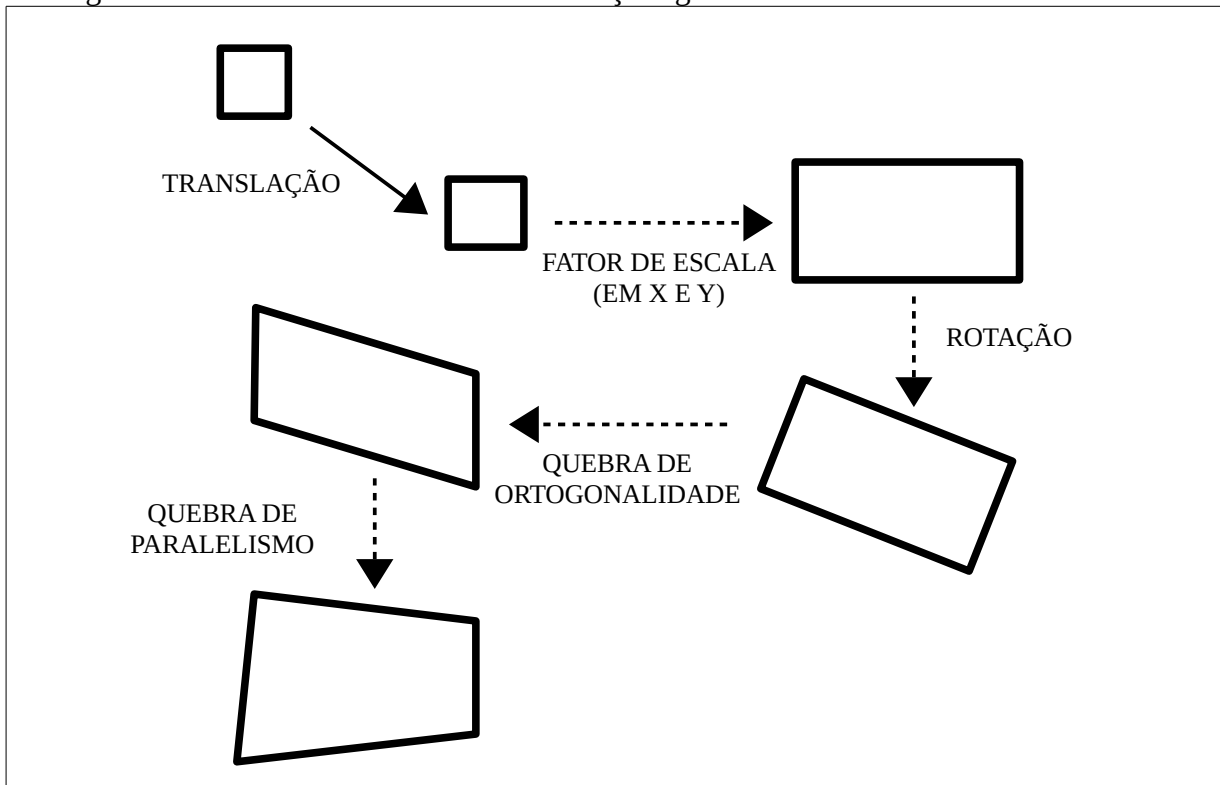 TRANSLAÇÃO
FATOR DE ESCALA
(EM X E Y)
ROTAÇÃO
QUEBRA DE
ORTOGONALIDADE
QUEBRA DE
PARALELISMO